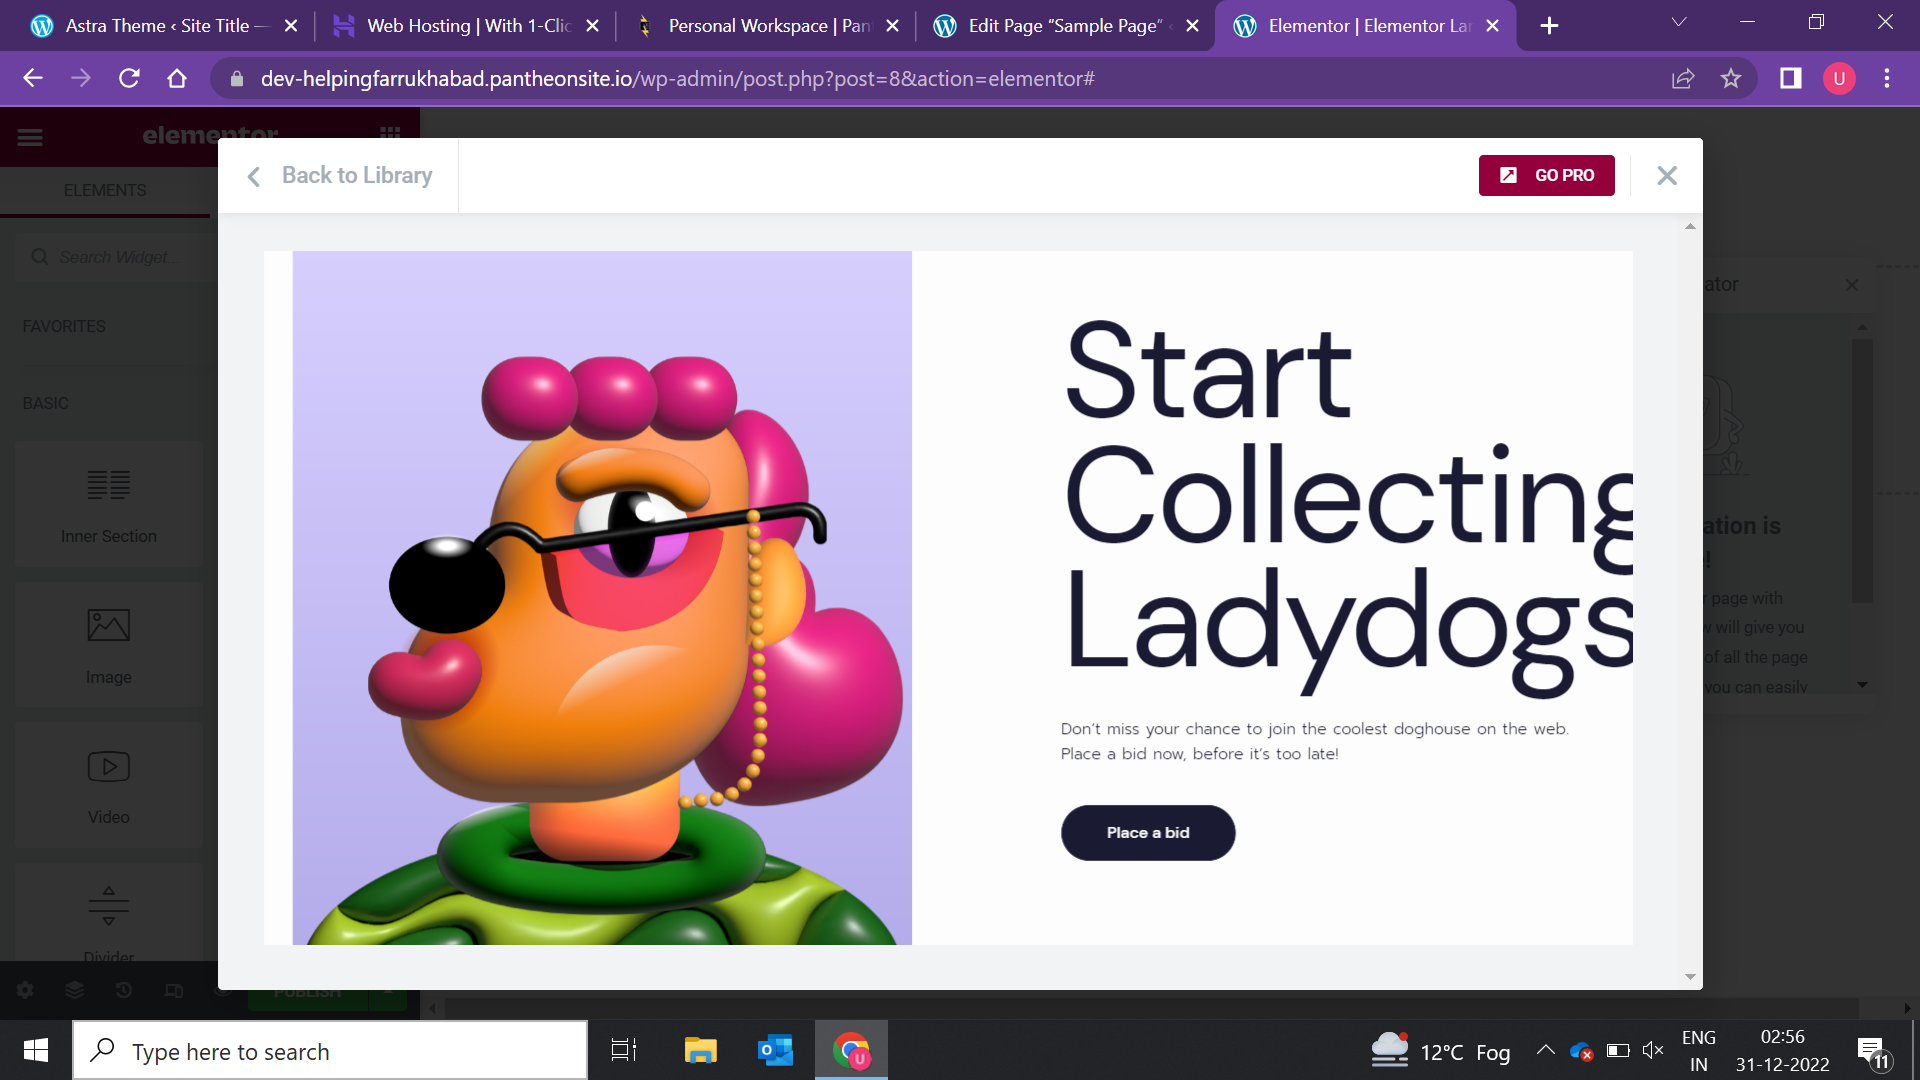 Astra Theme ‹ Site Title —
Web Hosting | With 1-Clic
Personal Workspace | Pant
Edit Page "Sample Page" ‹
Elementor | Elementor Lan
dev-helpingfarrukhabad.pantheonsite.io/wp-admin/post.php?post=8&action=elementor#
U
elementor
ELEMENTS
Search Widget...
FAVORITES
BASIC
Inner Section
Image
Video
Divider
PUBLISH
Back to Library
GO PRO
Start
Collecting
Ladydogs
Don't miss your chance to join the coolest doghouse on the web.
Place a bid now, before it's too late!
Place a bid
ator
ation is
!
page with
w will give you
of all the page
you can easily
Type here to search
U
12°C Fog
ENG
IN
02:56
31-12-2022
11